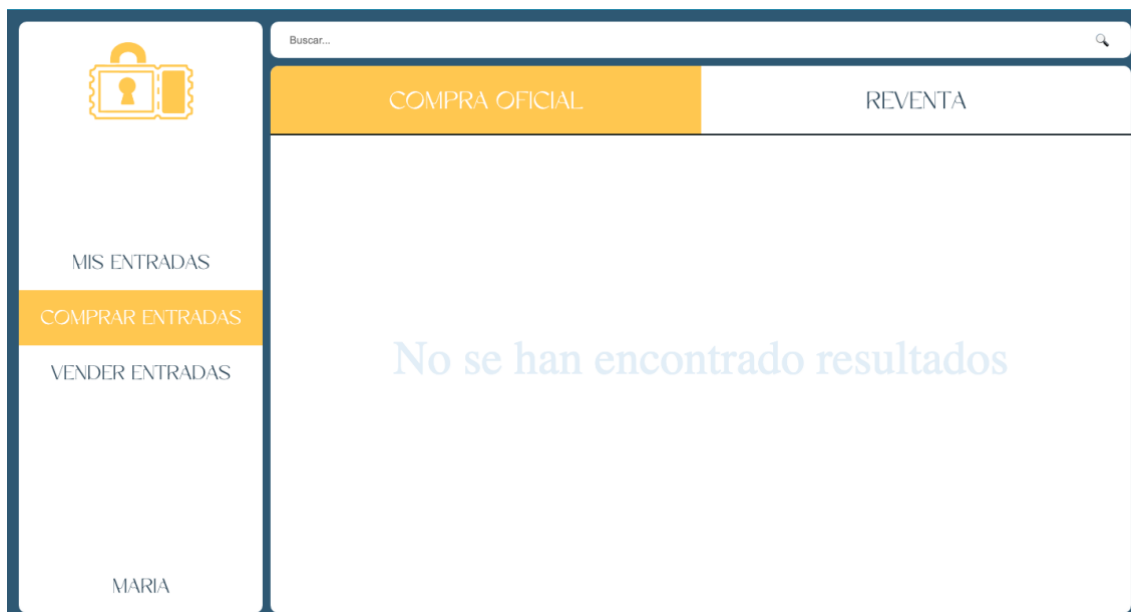 Buscar...
COMPRA OFICIAL
REVENTA
MIS ENTRADAS
COMPRAR ENTRADAS
VENDER ENTRADAS
No se han encontrado resultados
MARIA